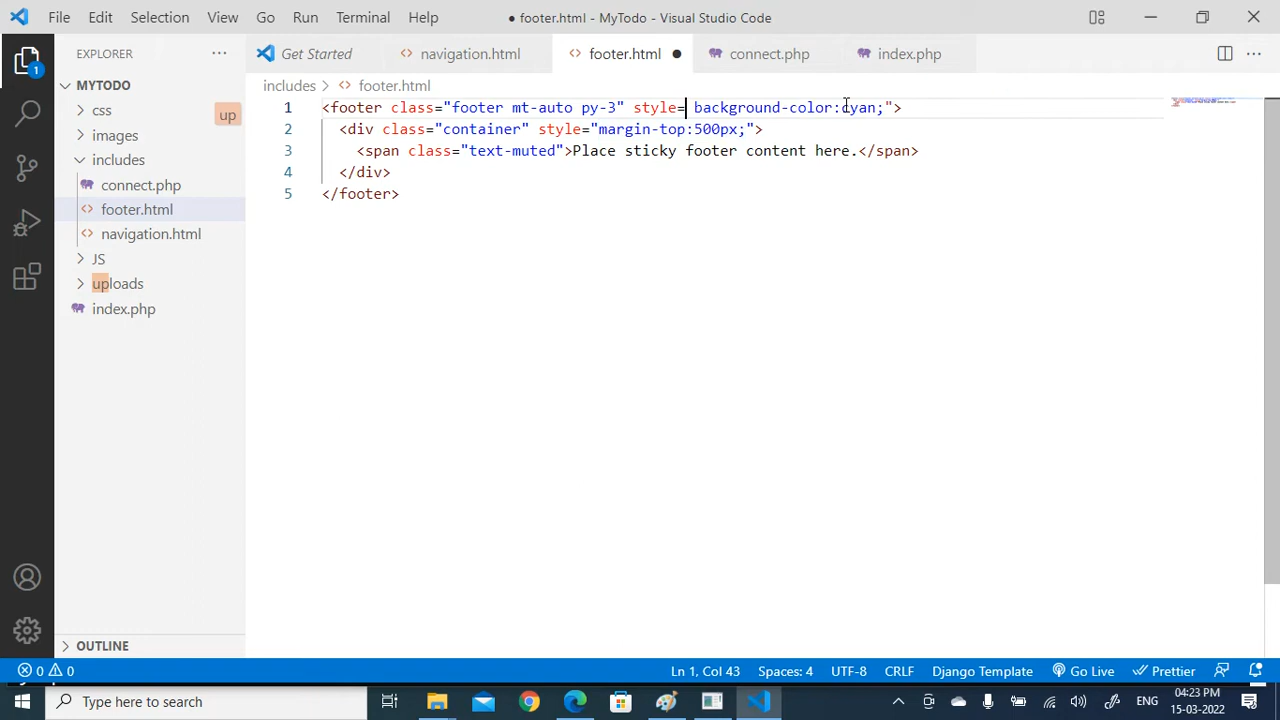 File Edit Selection View Go Run Terminal Help ● footer.html - MyTodo - Visual Studio Code
EXPLORER ··· Get Started <> navigation.html <> footer.html ● connect.php index.php ···
MYTODO
includes > <> footer.html
css
up
images
includes
connect.php
<> footer.html
<> navigation.html
JS
uploads
index.php
1 <footer class="footer mt-auto py-3" style= background-color:cyan;">
2 <div class="container" style="margin-top:500px;">
3 <span class="text-muted">Place sticky footer content here.</span>
4 </div>
5 </footer>
1
OUTLINE
0 0 Ln 1, Col 43 Spaces: 4 UTF-8 CRLF Django Template Go Live Prettier
Type here to search
ENG
04:23 PM
15-03-2022